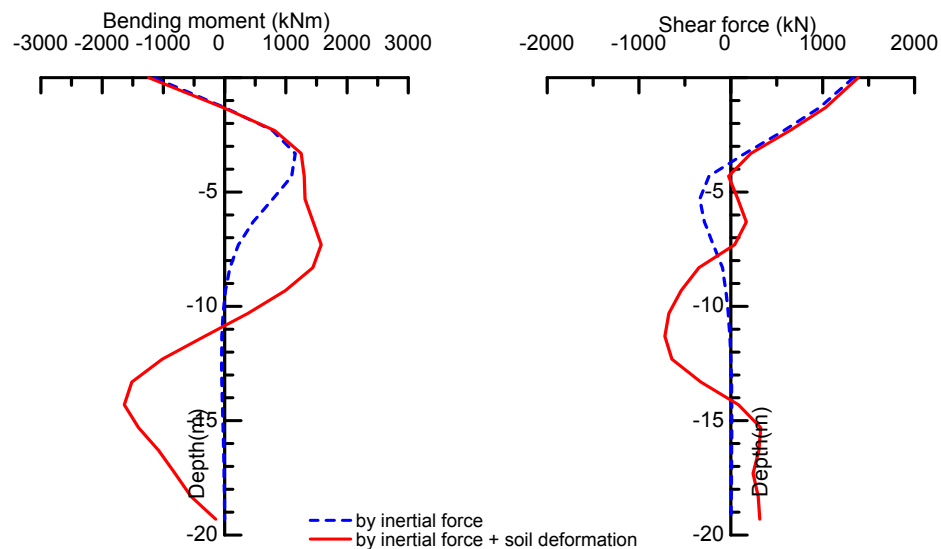 Bending moment (kNm)
-3000 -2000 -1000 0 1000 2000 3000
-5
-10
-15
-20
Depth(m)
Shear force (kN)
-2000 -1000 0 1000 2000
-5
-10
-15
-20
Depth(m)
by inertial force
by inertial force + soil deformation